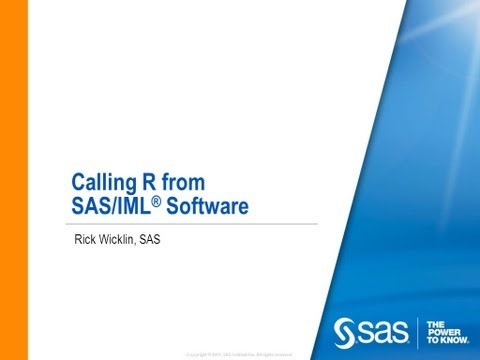 Calling R from
SAS/IML® Software
Rick Wicklin, SAS
sas
THE
POWER
TO KNOW.